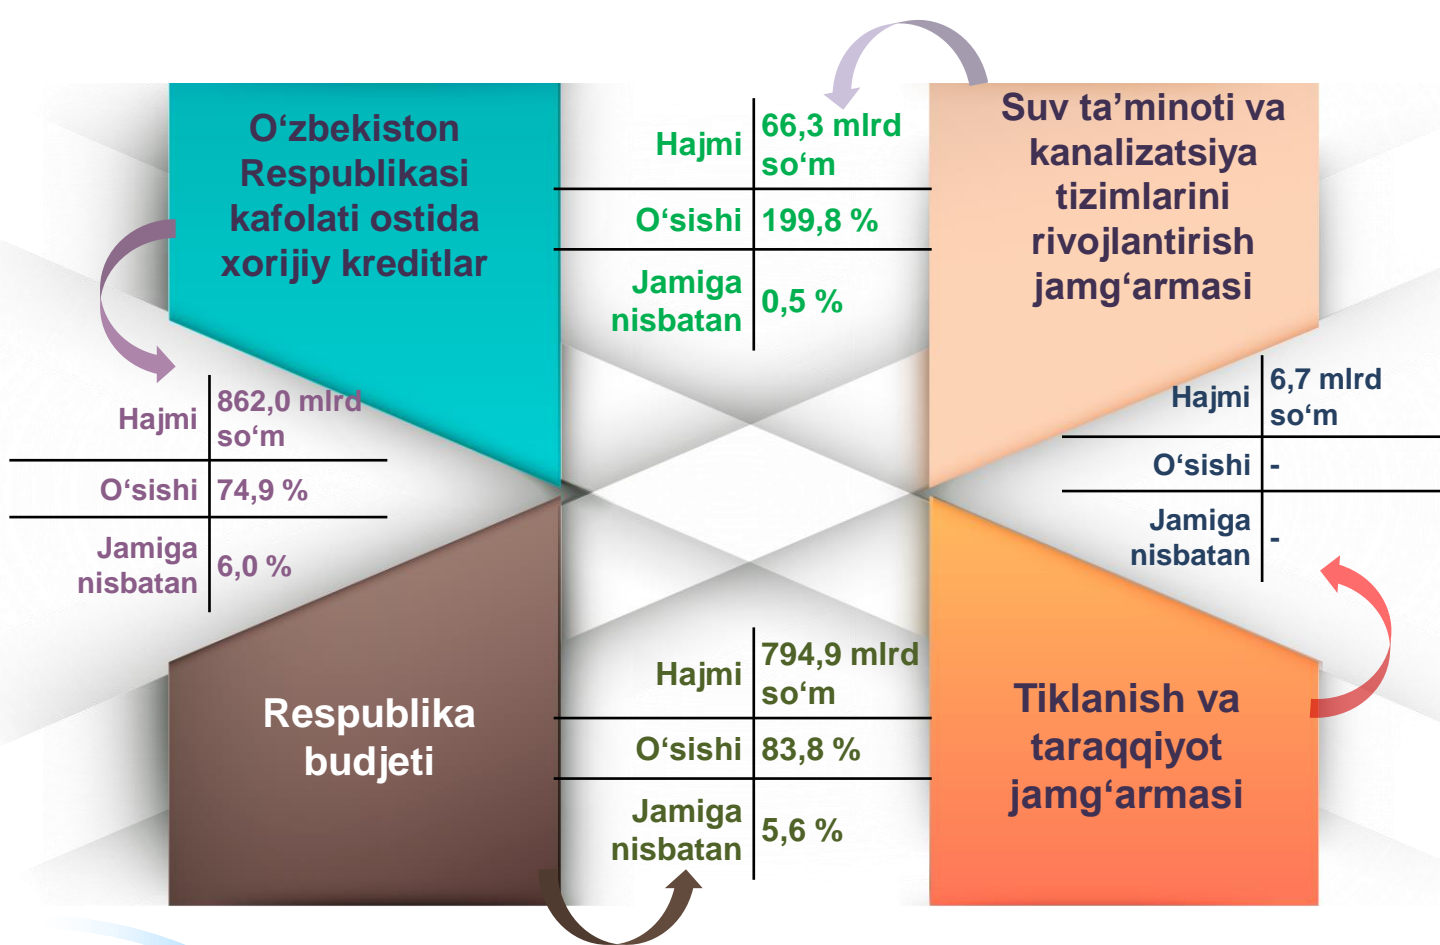 O‘zbekiston
Respublikasi
kafolati ostida
xorijiy kreditlar
Hajmi
862,0 mlrd
so‘m
O‘sishi
74,9 %
Jamiga
nisbatan
6,0 %
Suv ta’minoti va
kanalizatsiya
tizimlarini
rivojlantirish
jamg‘armasi
Hajmi
66,3 mlrd
so‘m
O‘sishi
199,8 %
Jamiga
nisbatan
0,5 %
Respublika
budjeti
Hajmi
794,9 mlrd
so‘m
O‘sishi
83,8 %
Jamiga
nisbatan
5,6 %
Tiklanish va
taraqqiyot
jamg‘armasi
Hajmi
6,7 mlrd
so‘m
O‘sishi
-
Jamiga
nisbatan
-